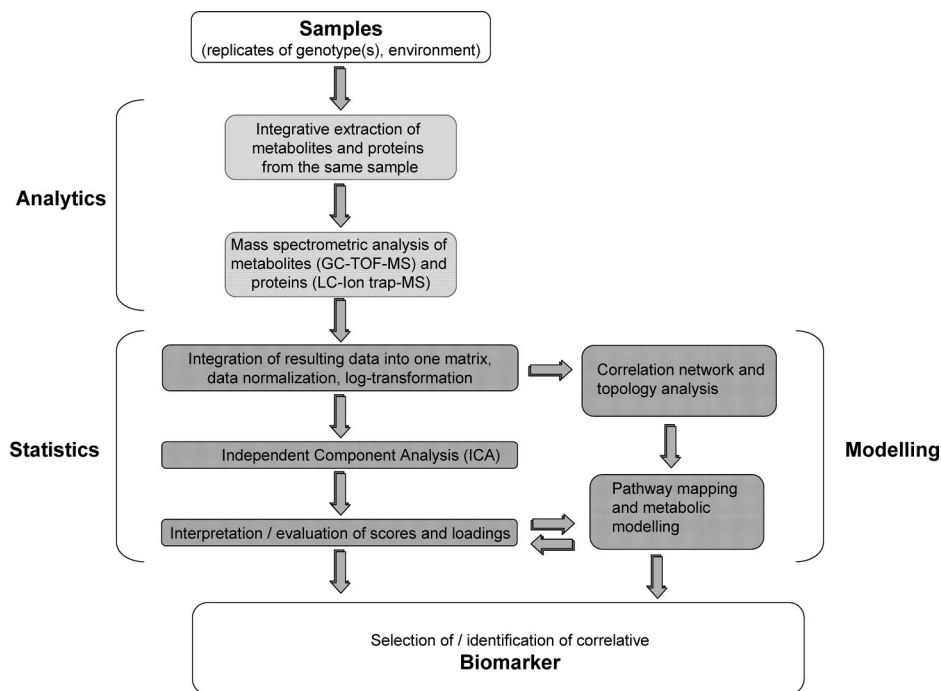 Samples
(replicates of genotype(s), environment)
Analytics
Integrative extraction of
metabolites and proteins
from the same sample
Mass spectrometric analysis of
metabolites (GC-TOF-MS) and
proteins (LC-Ion trap-MS)
Statistics
Integration of resulting data into one matrix,
data normalization, log-transformation
Independent Component Analysis (ICA)
Interpretation / evaluation of scores and loadings
Correlation network and
topology analysis
Pathway mapping
and metabolic
modelling
Modelling
Selection of / identification of correlative
Biomarker